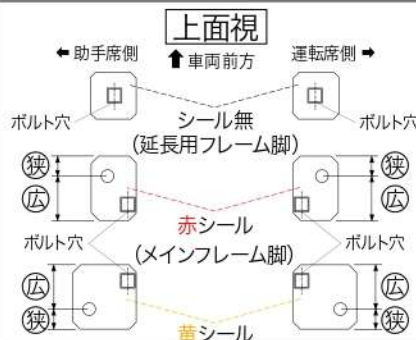 上面視
← 助手席側
↑車両前方
運転席側 →
ボルト穴
シール無
ボルト穴
(延長用フレーム脚)
狭
狭
広
広
赤シール
ボルト穴
ボルト穴
(メインフレーム脚)
広
広
狭
狭
黄シール